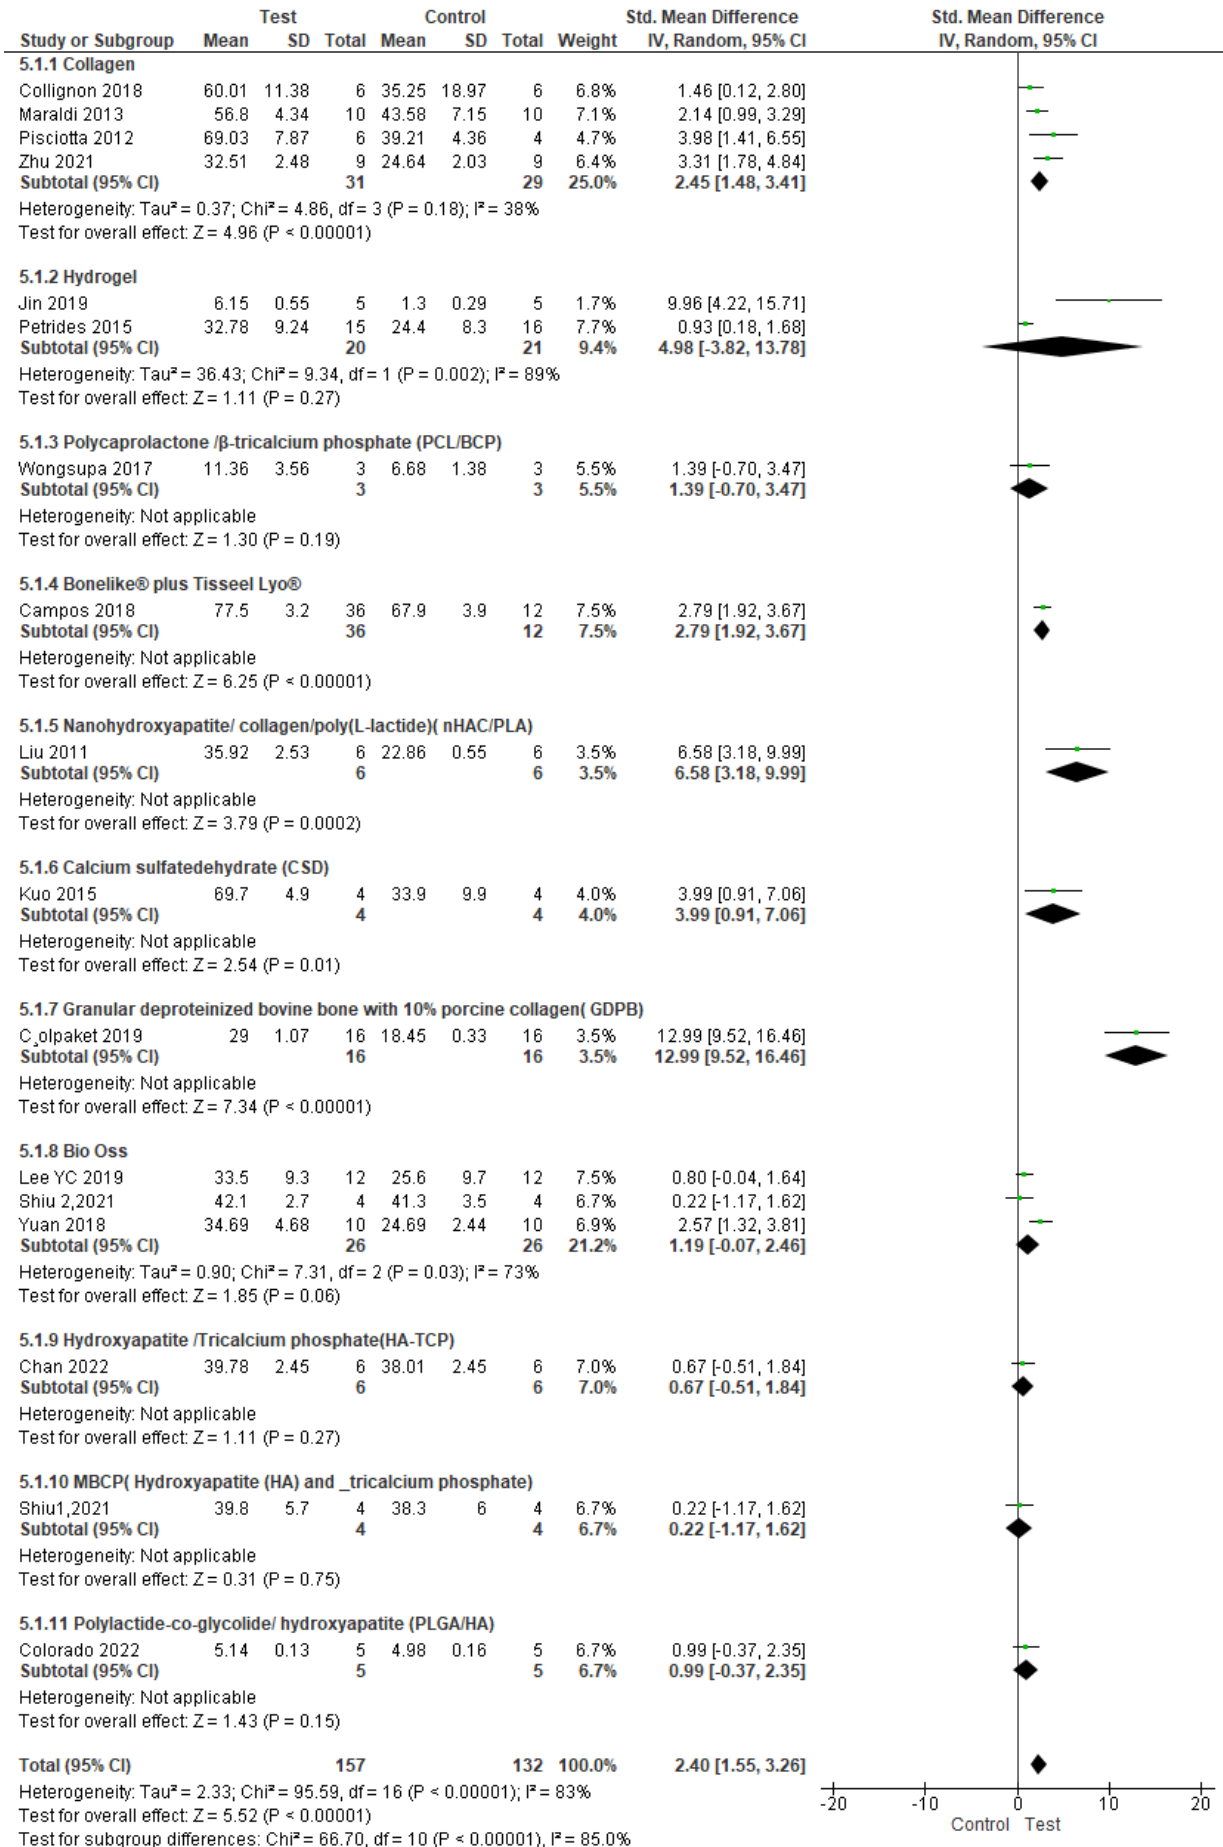 Test Control Std. Mean Difference Std. Mean Difference
Study or Subgroup Mean SD Total Mean SD Total Weight IV, Random, 95% CI IV, Random, 95% CI
5.1.1 Collagen
Collignon 2018 60.01 11.38 6 35.25 18.97 6 6.8% 1.46 [0.12, 2.80]
Maraldi 2013 56.8 4.34 10 43.58 7.15 10 7.1% 2.14 [0.99, 3.29]
Pisciotta 2012 69.03 7.87 6 39.21 4.36 4 4.7% 3.98 [1.41, 6.55]
Zhu 2021 32.51 2.48 9 24.64 2.03 9 6.4% 3.31 [1.78, 4.84]
Subtotal (95% CI) 31 29 25.0% 2.45 [1.48, 3.41]
Heterogeneity: Tau² = 0.37; Chi² = 4.86, df = 3 (P = 0.18); I² = 38%
Test for overall effect: Z = 4.96 (P < 0.00001)
5.1.2 Hydrogel
Jin 2019 6.15 0.55 5 1.3 0.29 5 1.7% 9.96 [4.22, 15.71]
Petrides 2015 32.78 9.24 15 24.4 8.3 16 7.7% 0.93 [0.18, 1.68]
Subtotal (95% CI) 20 21 9.4% 4.98 [-3.82, 13.78]
Heterogeneity: Tau² = 36.43; Chi² = 9.34, df = 1 (P = 0.002); I² = 89%
Test for overall effect: Z = 1.11 (P = 0.27)
5.1.3 Polycaprolactone /β-tricalcium phosphate (PCL/BCP)
Wongsupa 2017 11.36 3.56 3 6.68 1.38 3 5.5% 1.39 [-0.70, 3.47]
Subtotal (95% CI) 3 3 5.5% 1.39 [-0.70, 3.47]
Heterogeneity: Not applicable
Test for overall effect: Z = 1.30 (P = 0.19)
5.1.4 Bonelike® plus Tisseel Lyo®
Campos 2018 77.5 3.2 36 67.9 3.9 12 7.5% 2.79 [1.92, 3.67]
Subtotal (95% CI) 36 12 7.5% 2.79 [1.92, 3.67]
Heterogeneity: Not applicable
Test for overall effect: Z = 6.25 (P < 0.00001)
5.1.5 Nanohydroxyapatite/ collagen/poly(L-lactide)( nHAC/PLA)
Liu 2011 35.92 2.53 6 22.86 0.55 6 3.5% 6.58 [3.18, 9.99]
Subtotal (95% CI) 6 6 3.5% 6.58 [3.18, 9.99]
Heterogeneity: Not applicable
Test for overall effect: Z = 3.79 (P = 0.0002)
5.1.6 Calcium sulfatedehydrate (CSD)
Kuo 2015 69.7 4.9 4 33.9 9.9 4 4.0% 3.99 [0.91, 7.06]
Subtotal (95% CI) 4 4 4.0% 3.99 [0.91, 7.06]
Heterogeneity: Not applicable
Test for overall effect: Z = 2.54 (P = 0.01)
5.1.7 Granular deproteinized bovine bone with 10% porcine collagen( GDPB)
C¸olpaket 2019 29 1.07 16 18.45 0.33 16 3.5% 12.99 [9.52, 16.46]
Subtotal (95% CI) 16 16 3.5% 12.99 [9.52, 16.46]
Heterogeneity: Not applicable
Test for overall effect: Z = 7.34 (P < 0.00001)
5.1.8 Bio Oss
Lee YC 2019 33.5 9.3 12 25.6 9.7 12 7.5% 0.80 [-0.04, 1.64]
Shiu 2,2021 42.1 2.7 4 41.3 3.5 4 6.7% 0.22 [-1.17, 1.62]
Yuan 2018 34.69 4.68 10 24.69 2.44 10 6.9% 2.57 [1.32, 3.81]
Subtotal (95% CI) 26 26 21.2% 1.19 [-0.07, 2.46]
Heterogeneity: Tau² = 0.90; Chi² = 7.31, df = 2 (P = 0.03); I² = 73%
Test for overall effect: Z = 1.85 (P = 0.06)
5.1.9 Hydroxyapatite /Tricalcium phosphate(HA-TCP)
Chan 2022 39.78 2.45 6 38.01 2.45 6 7.0% 0.67 [-0.51, 1.84]
Subtotal (95% CI) 6 6 7.0% 0.67 [-0.51, 1.84]
Heterogeneity: Not applicable
Test for overall effect: Z = 1.11 (P = 0.27)
5.1.10 MBCP( Hydroxyapatite (HA) and _tricalcium phosphate)
Shiu1,2021 39.8 5.7 4 38.3 6 4 6.7% 0.22 [-1.17, 1.62]
Subtotal (95% CI) 4 4 6.7% 0.22 [-1.17, 1.62]
Heterogeneity: Not applicable
Test for overall effect: Z = 0.31 (P = 0.75)
5.1.11 Polylactide-co-glycolide/ hydroxyapatite (PLGA/HA)
Colorado 2022 5.14 0.13 5 4.98 0.16 5 6.7% 0.99 [-0.37, 2.35]
Subtotal (95% CI) 5 5 6.7% 0.99 [-0.37, 2.35]
Heterogeneity: Not applicable
Test for overall effect: Z = 1.43 (P = 0.15)
Total (95% CI) 157 132 100.0% 2.40 [1.55, 3.26]
Heterogeneity: Tau² = 2.33; Chi² = 95.59, df = 16 (P < 0.00001); I² = 83%
Test for overall effect: Z = 5.52 (P < 0.00001)
Test for subgroup differences: Chi² = 66.70, df = 10 (P < 0.00001), I² = 85.0%
-20 -10 0 10 20
Control Test